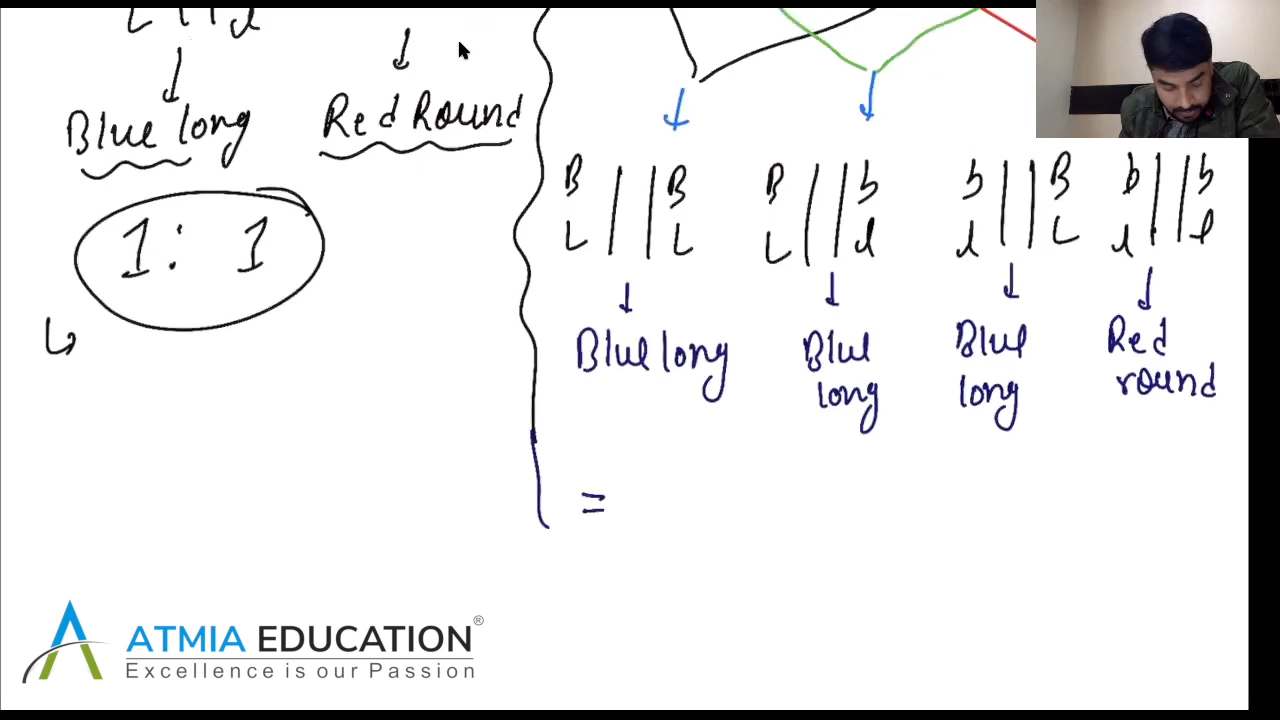 L l
Blue long
Red Round
1 : 1
B B
L L
B b
L l
b B
l L
b b
l l
Blue long
Blue
long
Blue
long
Red
round
=
ATMIA EDUCATION®
Excellence is our Passion